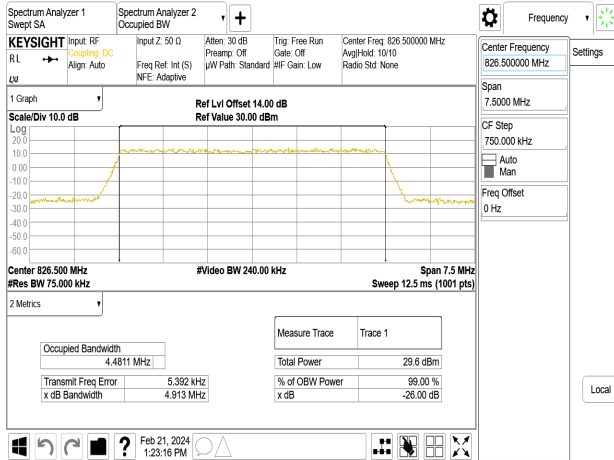 Spectrum Analyzer 1
Swept SA
Spectrum Analyzer 2
Occupied BW
Frequency
KEYSIGHT
RL
Input: RF
Coupling: DC
Align: Auto
Input Z: 50 Ω
Freq Ref: Int (S)
NFE: Adaptive
Atten: 30 dB
Preamp: Off
µW Path: Standard
Trig: Free Run
Gate: Off
#IF Gain: Low
Center Freq: 826.500000 MHz
Avg|Hold: 10/10
Radio Std: None
Center Frequency
826.500000 MHz
Settings
Span
7.5000 MHz
CF Step
750.000 kHz
Auto
Man
Freq Offset
0 Hz
Local
1 Graph
Scale/Div 10.0 dB
Ref Lvl Offset 14.00 dB
Ref Value 30.00 dBm
Log
20.0
10.0
0.00
-10.0
-20.0
-30.0
-40.0
-50.0
-60.0
Center 826.500 MHz
#Video BW 240.00 kHz
Span 7.5 MHz
#Res BW 75.000 kHz
Sweep 12.5 ms (1001 pts)
2 Metrics
Measure Trace
Trace 1
Occupied Bandwidth
4.4811 MHz
Total Power
29.6 dBm
Transmit Freq Error
5.392 kHz
% of OBW Power
99.00 %
x dB Bandwidth
4.913 MHz
x dB
-26.00 dB
?
Feb 21, 2024
1:23:16 PM